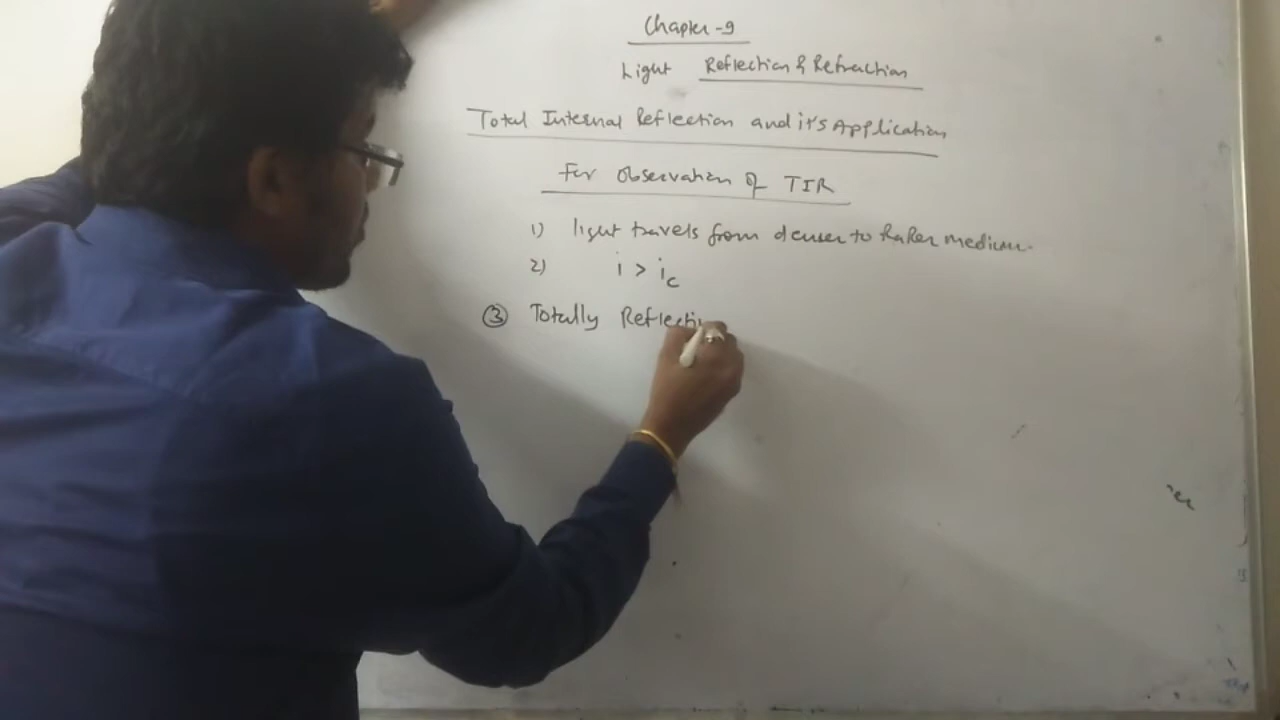 Chapter-9
Light Reflection & Refraction
Total Internal Reflection and it's Application
For Observation of TIR
1) light travels from denser to Rarer medium.
2) i > ic
③ Totally Reflecti